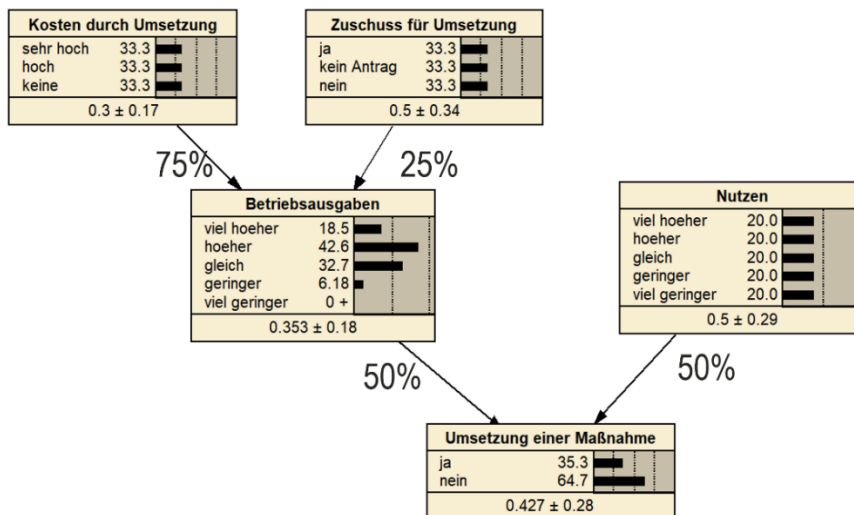 Kosten durch Umsetzung
sehr hoch 33.3
hoch 33.3
keine 33.3
0.3 ± 0.17
Zuschuss für Umsetzung
ja 33.3
kein Antrag 33.3
nein 33.3
0.5 ± 0.34
75%
25%
Betriebsausgaben
viel hoeher 18.5
hoeher 42.6
gleich 32.7
geringer 6.18
viel geringer 0 +
0.353 ± 0.18
Nutzen
viel hoeher 20.0
hoeher 20.0
gleich 20.0
geringer 20.0
viel geringer 20.0
0.5 ± 0.29
50%
50%
Umsetzung einer Maßnahme
ja 35.3
nein 64.7
0.427 ± 0.28